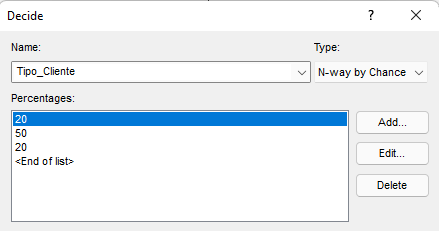 Decide
?
Name:
Type:
Tipo_Cliente
N-way by Chance
Percentages:
20
50
20
<End of list>
Add...
Edit...
Delete